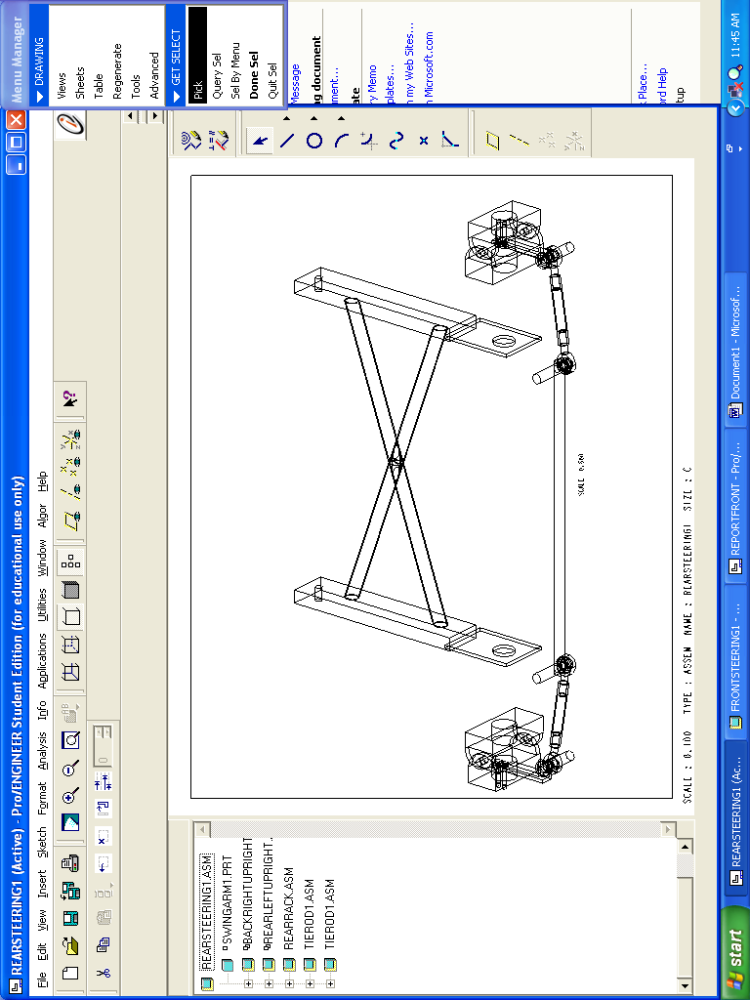 REARSTEERING1 (Active) - Pro/ENGINEER Student Edition (for educational use only)
File Edit View Insert Sketch Format Analysis Info Applications Utilities Window Algor Help
0
REARSTEERING1.ASM
SWINGARM1.PRT
BACKRIGHTUPRIGHT
REARLEFTUPRIGHT..
REARRACK.ASM
TIEROD1.ASM
TIEROD1.ASM
SCALE 0.100
SCALE : 0.100 TYPE : ASSEM NAME : REARSTEERING1 SIZE : C
Menu Manager
DRAWING
Views
Sheets
Table
Regenerate
Tools
Advanced
GET SELECT
Pick
Query Sel
Sel By Menu
Done Sel
Quit Sel
Message
ng document
ment...
ate
ry Memo
plates...
n my Web Sites...
n Microsoft.com
Place...
ord Help
tup
start
REARSTEERING1 (Ac...
FRONTSTEERING1 - ...
REPORTFRONT - Pro/...
Document1 - Microsof...
11:45 AM